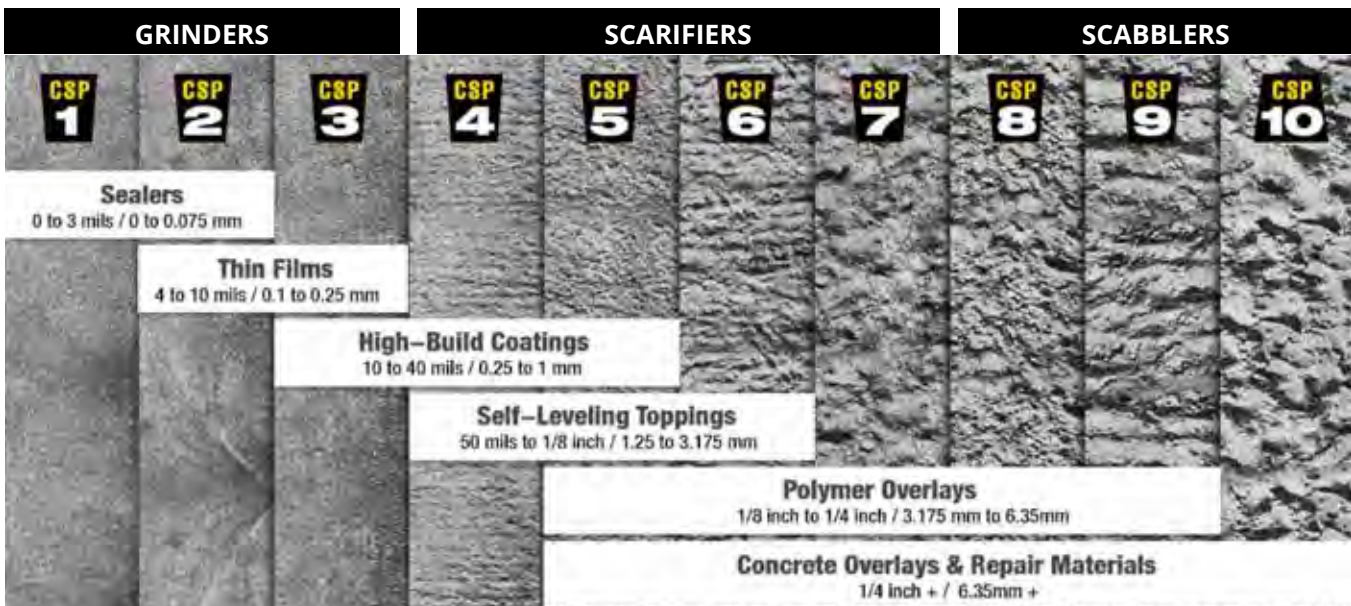 GRINDERS
SCARIFIERS
SCABBLERS
CSP
1
CSP
2
CSP
3
CSP
4
CSP
5
CSP
6
CSP
7
CSP
8
CSP
9
CSP
10
Sealers
0 to 3 mils / 0 to 0.075 mm
Thin Films
4 to 10 mils / 0.1 to 0.25 mm
High–Build Coatings
10 to 40 mils / 0.25 to 1 mm
Self–Leveling Toppings
50 mils to 1/8 inch / 1.25 to 3.175 mm
Polymer Overlays
1/8 inch to 1/4 inch / 3.175 mm to 6.35mm
Concrete Overlays & Repair Materials
1/4 inch + / 6.35mm +